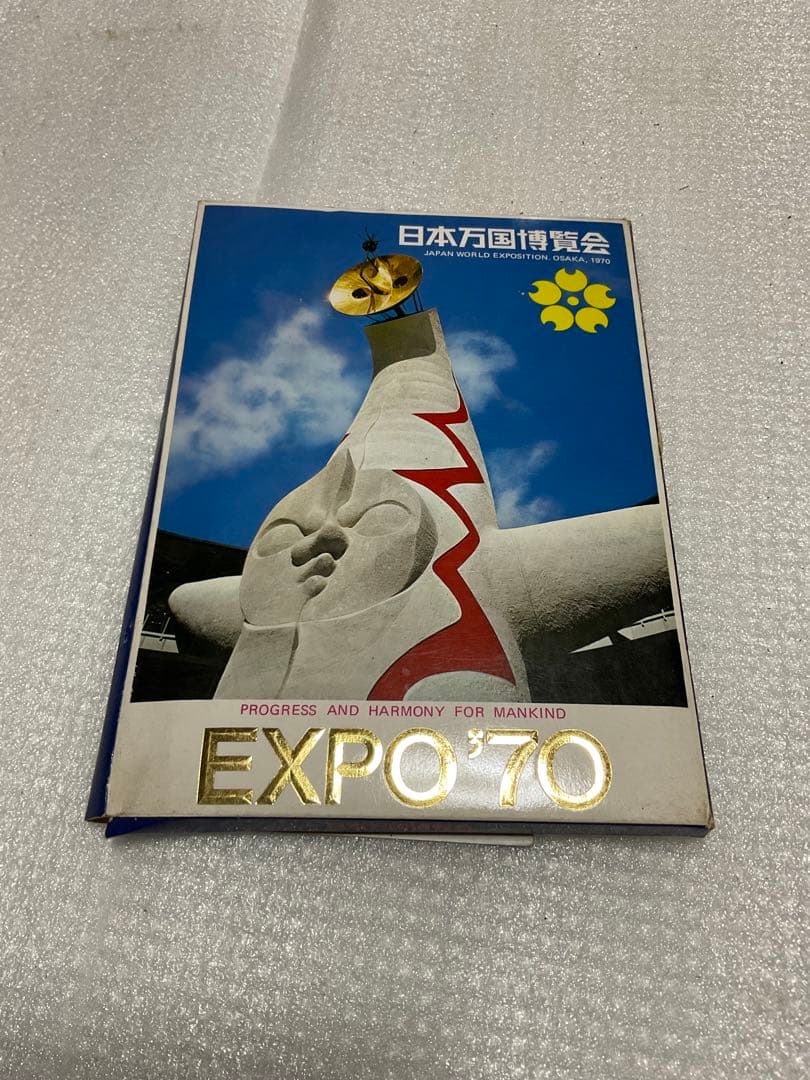 日本万国博覧会
JAPAN WORLD EXPOSITION. OSAKA, 1970
PROGRESS AND HARMONY FOR MANKIND
EXPO'70